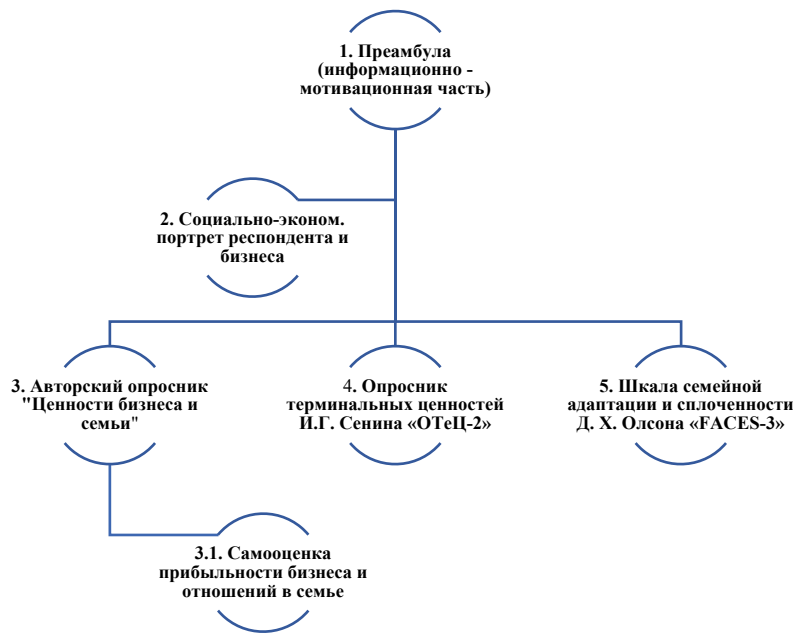 1. Преамбула
(информационно -
мотивационная часть)
2. Социально-эконом.
портрет респондента и
бизнеса
3. Авторский опросник
"Ценности бизнеса и
семьи"
4. Опросник
терминальных ценностей
И.Г. Сенина «ОТеЦ-2»
5. Шкала семейной
адаптации и сплоченности
Д. Х. Олсона «FACES-3»
3.1. Самооценка
прибыльности бизнеса и
отношений в семье